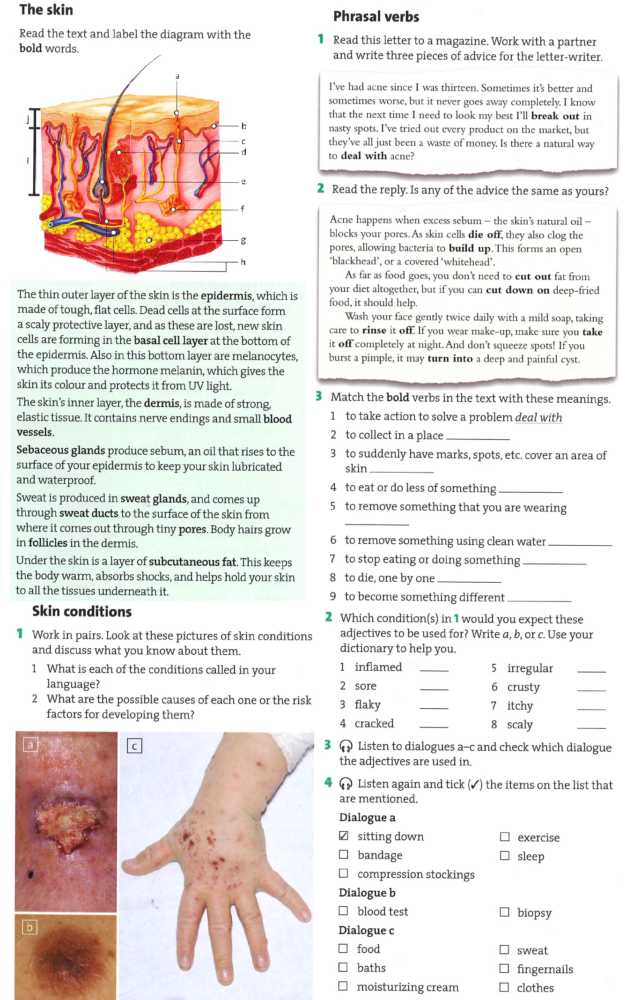 The skin
Read the text and label the diagram with the
bold words.
a
j
b
c
d
i
e
f
g
h
The thin outer layer of the skin is the epidermis, which is
made of tough, flat cells. Dead cells at the surface form
a scaly protective layer, and as these are lost, new skin
cells are forming in the basal cell layer at the bottom of
the epidermis. Also in this bottom layer are melanocytes,
which produce the hormone melanin, which gives the
skin its colour and protects it from UV light.
The skin's inner layer, the dermis, is made of strong,
elastic tissue. It contains nerve endings and small blood
vessels.
Sebaceous glands produce sebum, an oil that rises to the
surface of your epidermis to keep your skin lubricated
and waterproof.
Sweat is produced in sweat glands, and comes up
through sweat ducts to the surface of the skin from
where it comes out through tiny pores. Body hairs grow
in follicles in the dermis.
Under the skin is a layer of subcutaneous fat. This keeps
the body warm, absorbs shocks, and helps hold your skin
to all the tissues underneath it.
Skin conditions
1 Work in pairs. Look at these pictures of skin conditions
and discuss what you know about them.
1 What is each of the conditions called in your
language?
2 What are the possible causes of each one or the risk
factors for developing them?
a
c
b
Phrasal verbs
1 Read this letter to a magazine. Work with a partner
and write three pieces of advice for the letter-writer.
I've had acne since I was thirteen. Sometimes it's better and
sometimes worse, but it never goes away completely. I know
that the next time I need to look my best I'll break out in
nasty spots. I've tried out every product on the market, but
they've all just been a waste of money. Is there a natural way
to deal with acne?
2 Read the reply. Is any of the advice the same as yours?
Acne happens when excess sebum – the skin's natural oil –
blocks your pores. As skin cells die off, they also clog the
pores, allowing bacteria to build up. This forms an open
'blackhead', or a covered 'whitehead'.
As far as food goes, you don't need to cut out fat from
your diet altogether, but if you can cut down on deep-fried
food, it should help.
Wash your face gently twice daily with a mild soap, taking
care to rinse it off. If you wear make-up, make sure you take
it off completely at night. And don't squeeze spots! If you
burst a pimple, it may turn into a deep and painful cyst.
3 Match the bold verbs in the text with these meanings.
1 to take action to solve a problem deal with
2 to collect in a place
3 to suddenly have marks, spots, etc. cover an area of
skin
4 to eat or do less of something
5 to remove something that you are wearing
6 to remove something using clean water
7 to stop eating or doing something
8 to die, one by one
9 to become something different
2 Which condition(s) in 1 would you expect these
adjectives to be used for? Write a, b, or c. Use your
dictionary to help you.
1 inflamed 5 irregular
2 sore 6 crusty
3 flaky 7 itchy
4 cracked 8 scaly
3 Listen to dialogues a–c and check which dialogue
the adjectives are used in.
4 Listen again and tick (✓) the items on the list that
are mentioned.
Dialogue a
☑ sitting down ☐ exercise
☐ bandage ☐ sleep
☐ compression stockings
Dialogue b
☐ blood test ☐ biopsy
Dialogue c
☐ food ☐ sweat
☐ baths ☐ fingernails
☐ moisturizing cream ☐ clothes